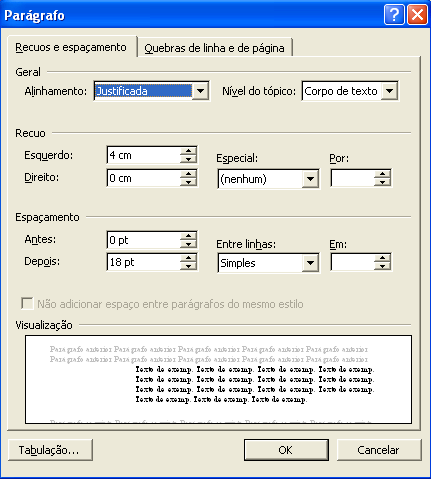 Parágrafo
Recuos e espaçamento Quebras de linha e de página
Geral
Alinhamento: Justificada Nível do tópico: Corpo de texto
Recuo
Esquerdo: 4 cm Especial: Por:
Direito: 0 cm (nenhum)
Espaçamento
Antes: 0 pt Entre linhas: Em:
Depois: 18 pt Simples
Não adicionar espaço entre parágrafos do mesmo estilo
Visualização
Parágrafo anterior Parágrafo anterior Parágrafo anterior Parágrafo anterior Parágrafo anterior
Parágrafo anterior Parágrafo anterior Parágrafo anterior Parágrafo anterior Parágrafo anterior
Texto de exemp. Texto de exemp. Texto de exemp. Texto de exemp.
Texto de exemp. Texto de exemp. Texto de exemp. Texto de exemp.
Texto de exemp. Texto de exemp. Texto de exemp. Texto de exemp.
Texto de exemp. Texto de exemp. Texto de exemp.
Tabulação... OK Cancelar